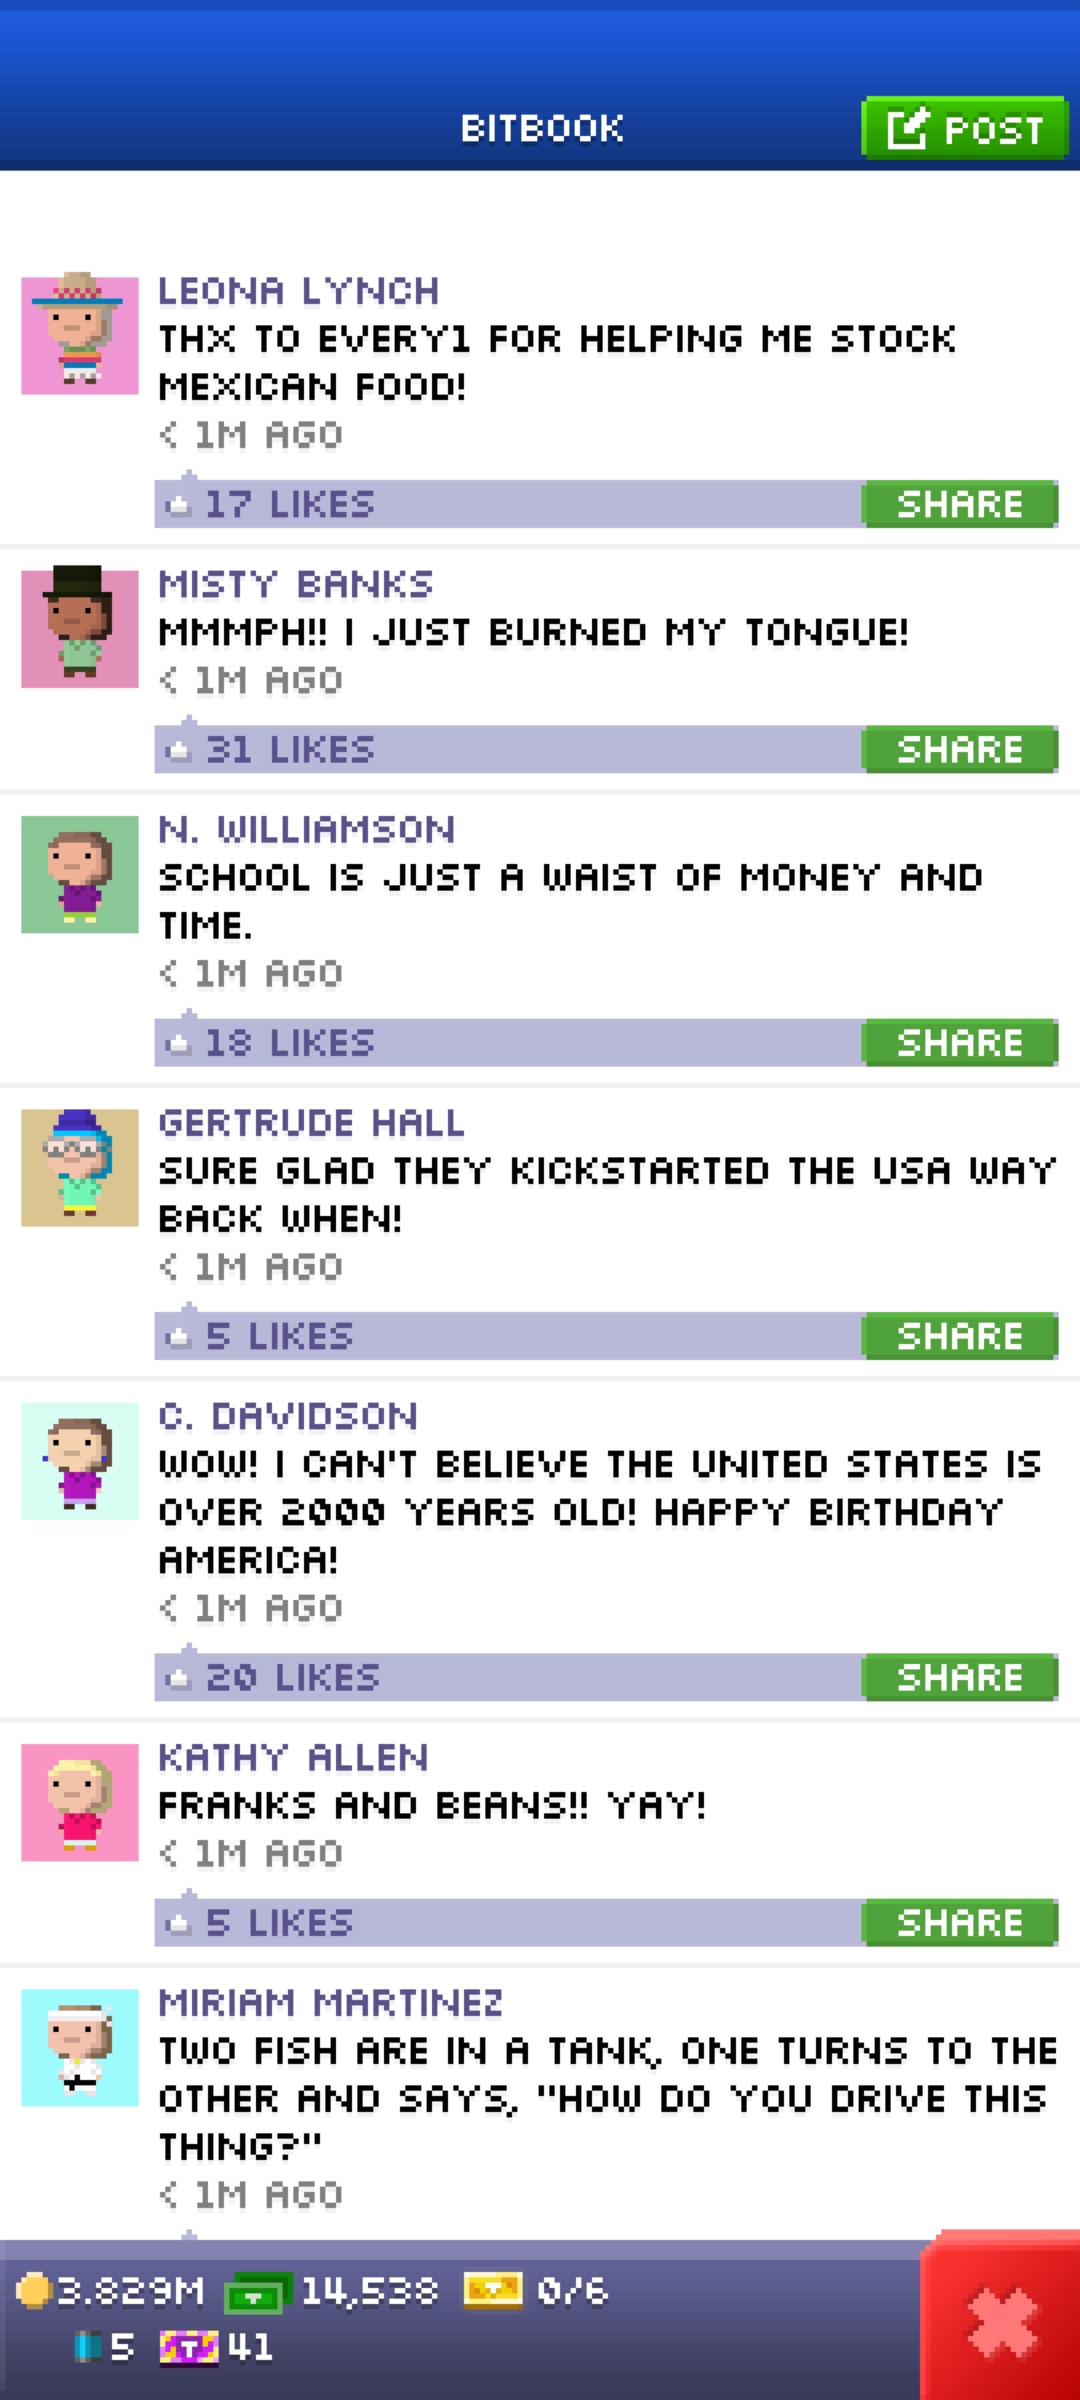 BITBOOK
POST
LEONA LYNCH
THX TO EVERY1 FOR HELPING ME STOCK
MEXICAN FOOD!
< 1M AGO
17 LIKES
SHARE
MISTY BANKS
MMMPH!! I JUST BURNED MY TONGUE!
< 1M AGO
31 LIKES
SHARE
N. WILLIAMSON
SCHOOL IS JUST A WAIST OF MONEY AND
TIME.
< 1M AGO
18 LIKES
SHARE
GERTRUDE HALL
SURE GLAD THEY KICKSTARTED THE USA WAY
BACK WHEN!
< 1M AGO
5 LIKES
SHARE
C. DAVIDSON
WOW! I CAN'T BELIEVE THE UNITED STATES IS
OVER 2000 YEARS OLD! HAPPY BIRTHDAY
AMERICA!
< 1M AGO
20 LIKES
SHARE
KATHY ALLEN
FRANKS AND BEANS!! YAY!
< 1M AGO
5 LIKES
SHARE
MIRIAM MARTINEZ
TWO FISH ARE IN A TANK, ONE TURNS TO THE
OTHER AND SAYS, "HOW DO YOU DRIVE THIS
THING?"
< 1M AGO
3.829M 14,538 0/6
5 T 41